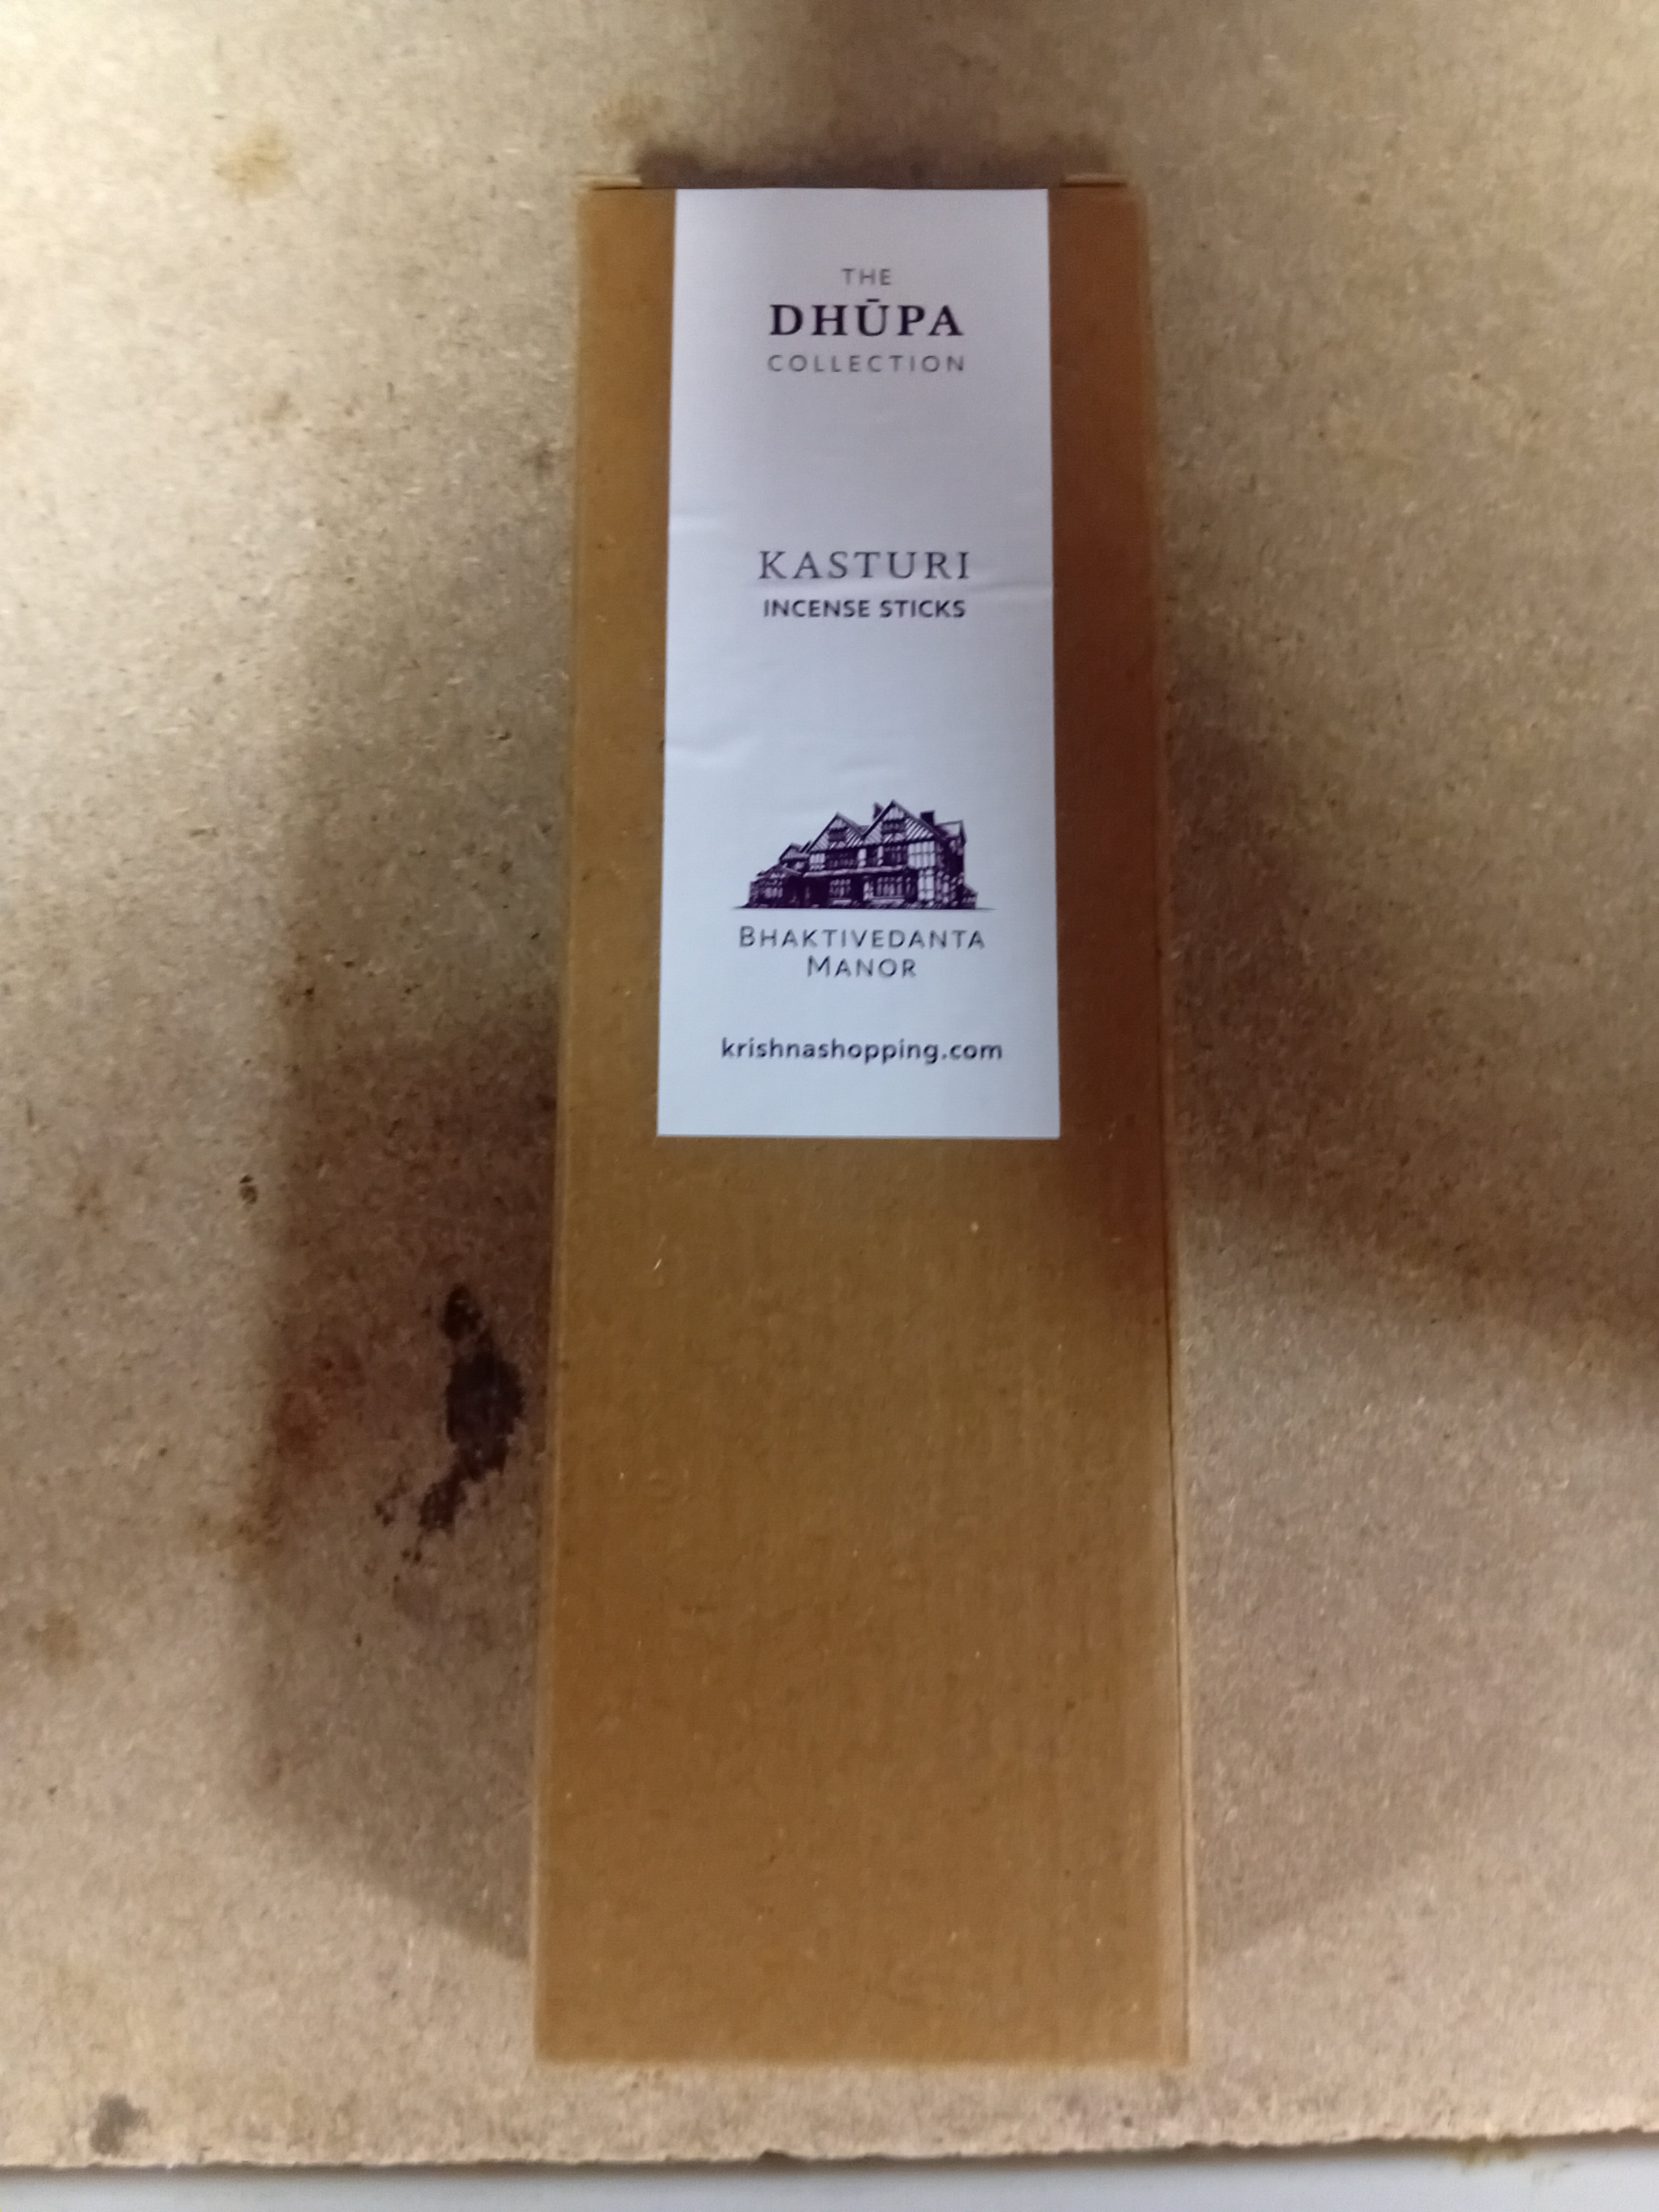 THE
DHŪPA
COLLECTION
KASTURI
INCENSE STICKS
BHAKTIVEDANTA
MANOR
krishnashopping.com